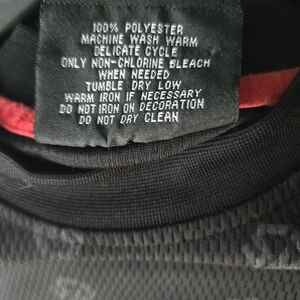 100% POLYESTER
MACHINE WASH WARM
DELICATE CYCLE
ONLY NON-CHLORINE BLEACH
WHEN NEEDED
TUMBLE DRY LOW
WARM IRON IF NECESSARY
DO NOT IRON ON DECORATION
DO NOT DRY CLEAN